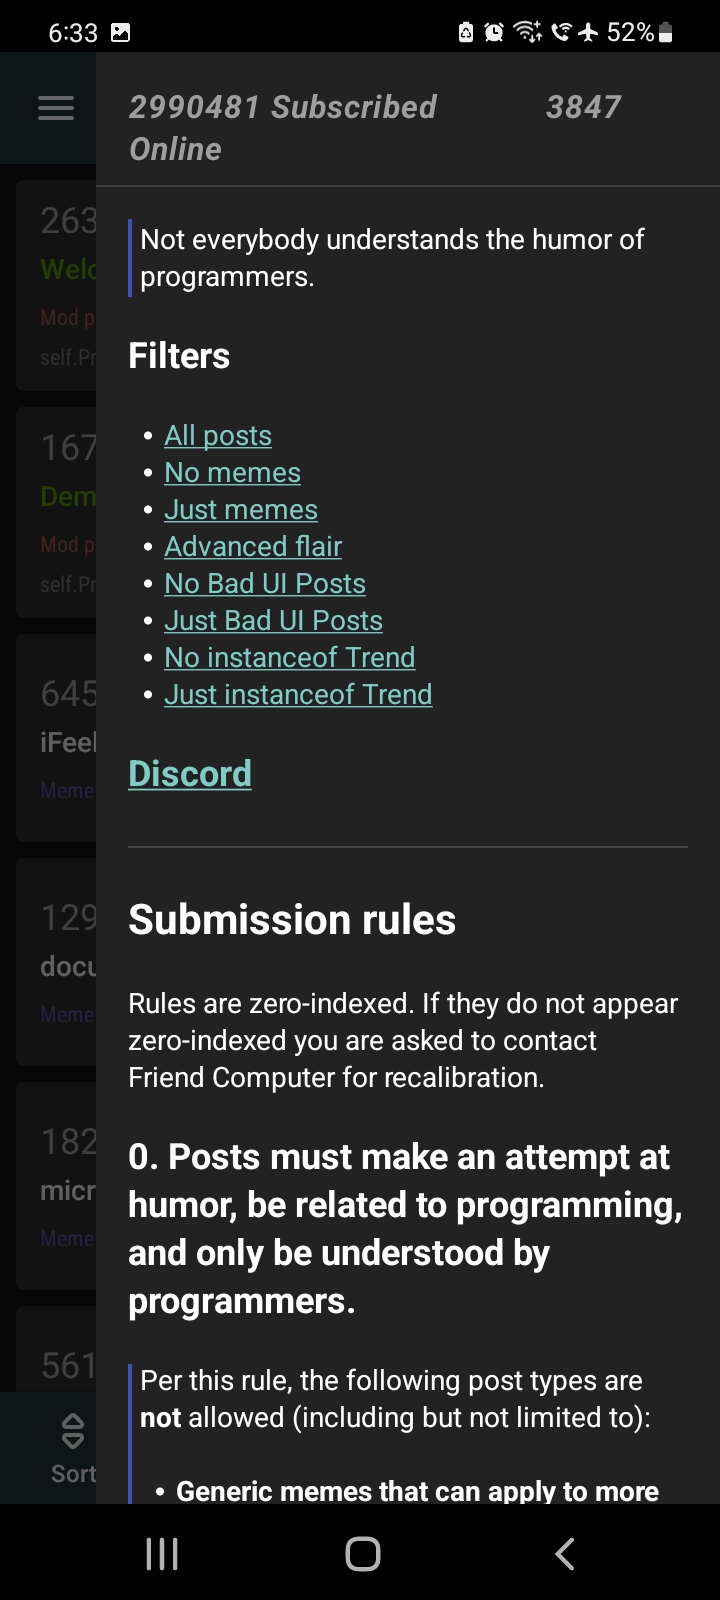 6:33 52%
2990481 Subscribed 3847
Online
Not everybody understands the humor of
programmers.
Filters
• All posts
• No memes
• Just memes
• Advanced flair
• No Bad UI Posts
• Just Bad UI Posts
• No instanceof Trend
• Just instanceof Trend
Discord
Submission rules
Rules are zero-indexed. If they do not appear
zero-indexed you are asked to contact
Friend Computer for recalibration.
0. Posts must make an attempt at
humor, be related to programming,
and only be understood by
programmers.
Per this rule, the following post types are
not allowed (including but not limited to):
• Generic memes that can apply to more
263
Welc
Mod p
self.Pr
167
Dem
Mod p
self.Pr
645
iFeel
Meme
129
docu
Meme
182
micr
Meme
561
Sort